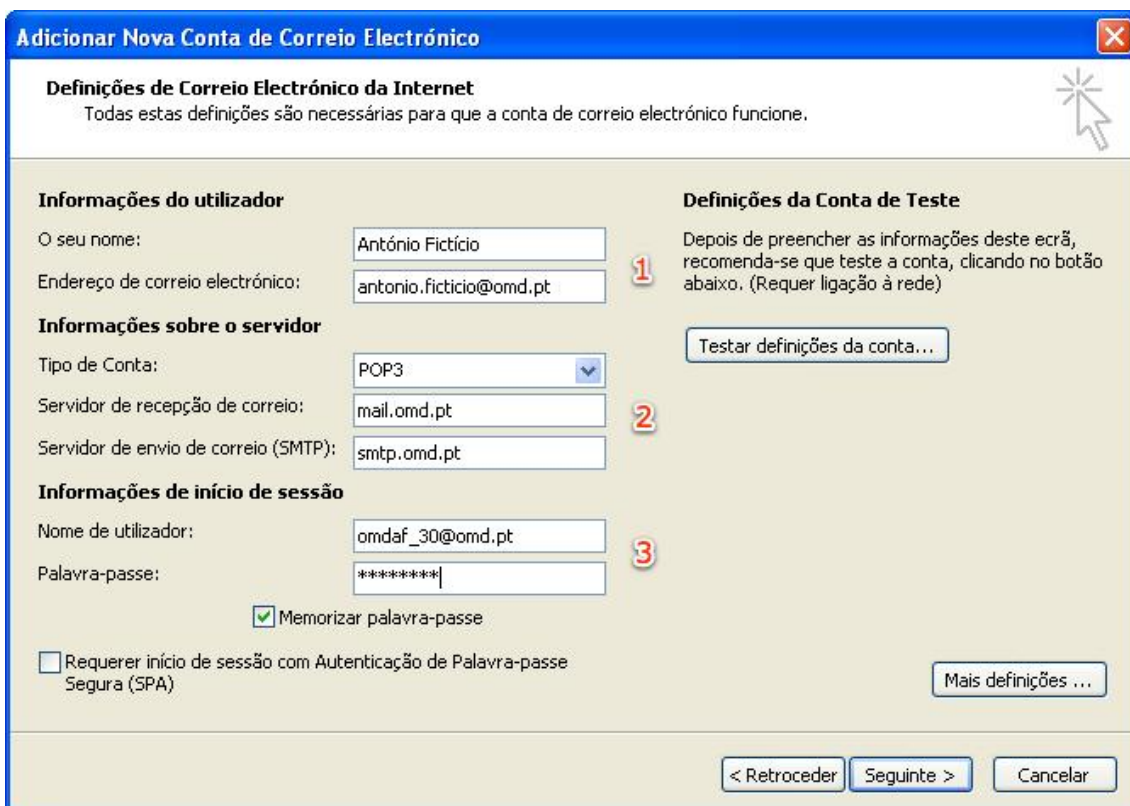 Adicionar Nova Conta de Correio Electrónico
Definições de Correio Electrónico da Internet
Todas estas definições são necessárias para que a conta de correio electrónico funcione.
Informações do utilizador
O seu nome:
António Fictício
Endereço de correio electrónico:
antonio.ficticio@omd.pt
1
Informações sobre o servidor
Tipo de Conta:
POP3
Servidor de recepção de correio:
mail.omd.pt
2
Servidor de envio de correio (SMTP):
smtp.omd.pt
Informações de início de sessão
Nome de utilizador:
omdaf_30@omd.pt
3
Palavra-passe:
********
Memorizar palavra-passe
Requerer início de sessão com Autenticação de Palavra-passe
Segura (SPA)
Definições da Conta de Teste
Depois de preencher as informações deste ecrã,
recomenda-se que teste a conta, clicando no botão
abaixo. (Requer ligação à rede)
Testar definições da conta...
Mais definições ...
< Retroceder
Seguinte >
Cancelar